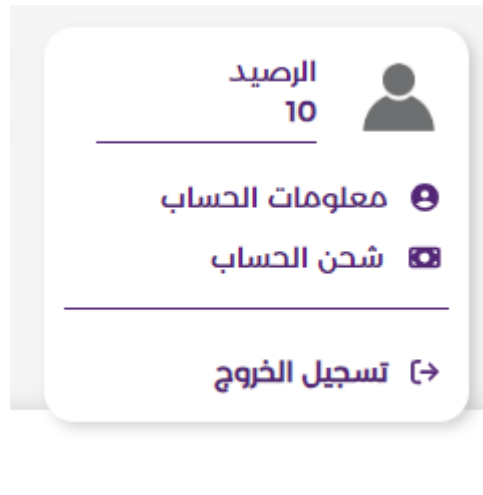 الرصيد
10
معلومات الحساب
شحن الحساب
تسجيل الخروج